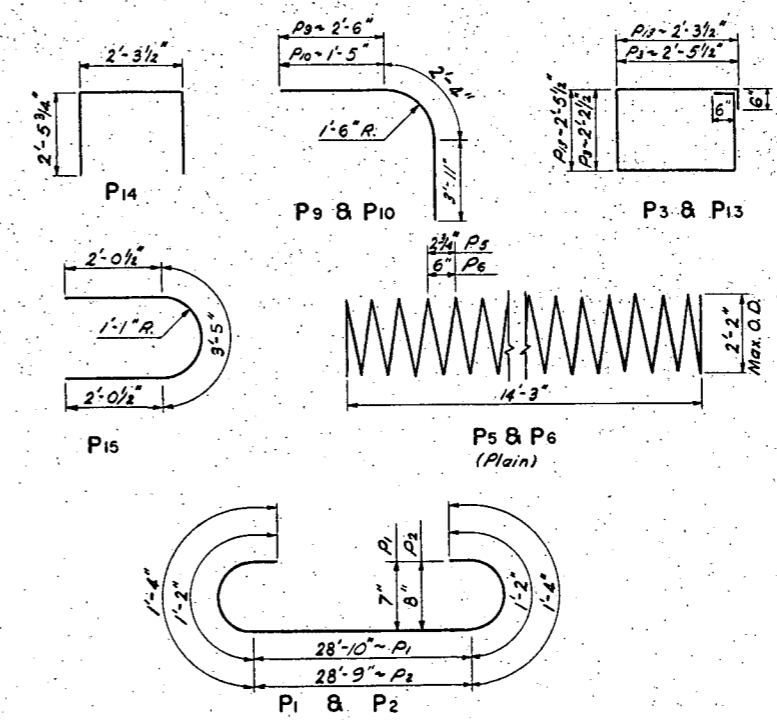 2'-3½"
2'-5¾"
P14
P9 ~ 2'-6"
P10 ~ 1'-5"
2'-4"
1'-6" R.
3'-11"
P9 & P10
P13 ~ 2'-3½"
P3 ~ 2'-5½"
P13 ~ 2'-5½"
P3 ~ 2'-2½"
6"
6"
P3 & P13
2'-0½"
1'-1" R.
3'-5"
2'-0½"
P15
2¾" P5
6" P6
2'-2"
Max. O.D.
14'-3"
P5 & P6
(Plain)
1'-4"
1'-2"
P1
P2
7"
8"
1'-2"
1'-4"
28'-10" ~ P1
28'-9" ~ P2
P1 & P2